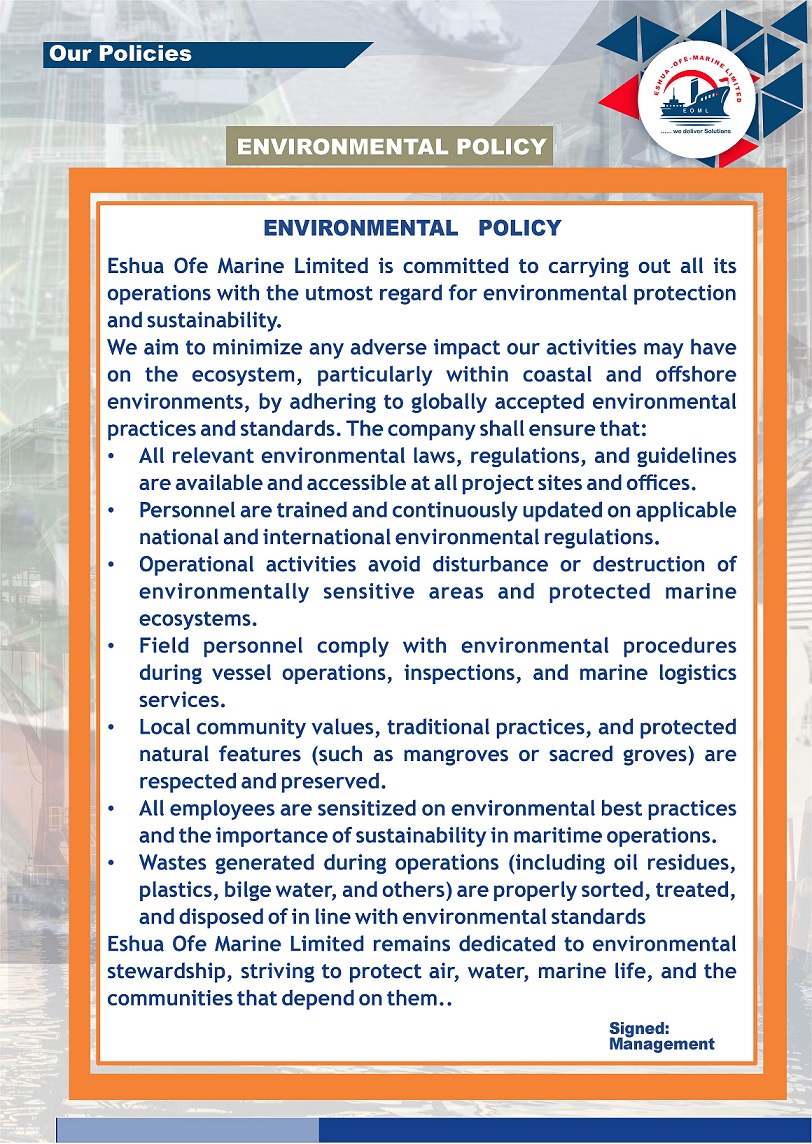 Our Policies
ESHUA-OFE-MARINE LIMITED
EOML
...... we deliver Solutions
ENVIRONMENTAL POLICY
ENVIRONMENTAL POLICY
Eshua Ofe Marine Limited is committed to carrying out all its
operations with the utmost regard for environmental protection
and sustainability.
We aim to minimize any adverse impact our activities may have
on the ecosystem, particularly within coastal and offshore
environments, by adhering to globally accepted environmental
practices and standards. The company shall ensure that:
• All relevant environmental laws, regulations, and guidelines
are available and accessible at all project sites and offices.
• Personnel are trained and continuously updated on applicable
national and international environmental regulations.
• Operational activities avoid disturbance or destruction of
environmentally sensitive areas and protected marine
ecosystems.
• Field personnel comply with environmental procedures
during vessel operations, inspections, and marine logistics
services.
• Local community values, traditional practices, and protected
natural features (such as mangroves or sacred groves) are
respected and preserved.
• All employees are sensitized on environmental best practices
and the importance of sustainability in maritime operations.
• Wastes generated during operations (including oil residues,
plastics, bilge water, and others) are properly sorted, treated,
and disposed of in line with environmental standards
Eshua Ofe Marine Limited remains dedicated to environmental
stewardship, striving to protect air, water, marine life, and the
communities that depend on them..
Signed:
Management